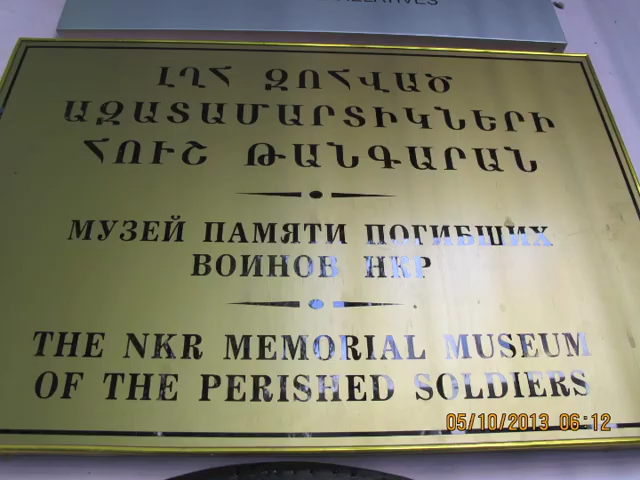 ԼՂՀ ԶՈՀՎԱԾ
ԱԶԱՏԱՄԱՐՏԻԿՆԵՐԻ
ՀՈՒՇ ԹԱՆԳԱՐԱՆ
МУЗЕЙ ПАМЯТИ ПОГИБШИХ
ВОИНОВ НКР
THE NKR MEMORIAL MUSEUM
OF THE PERISHED SOLDIERS
05/10/2013 06:12